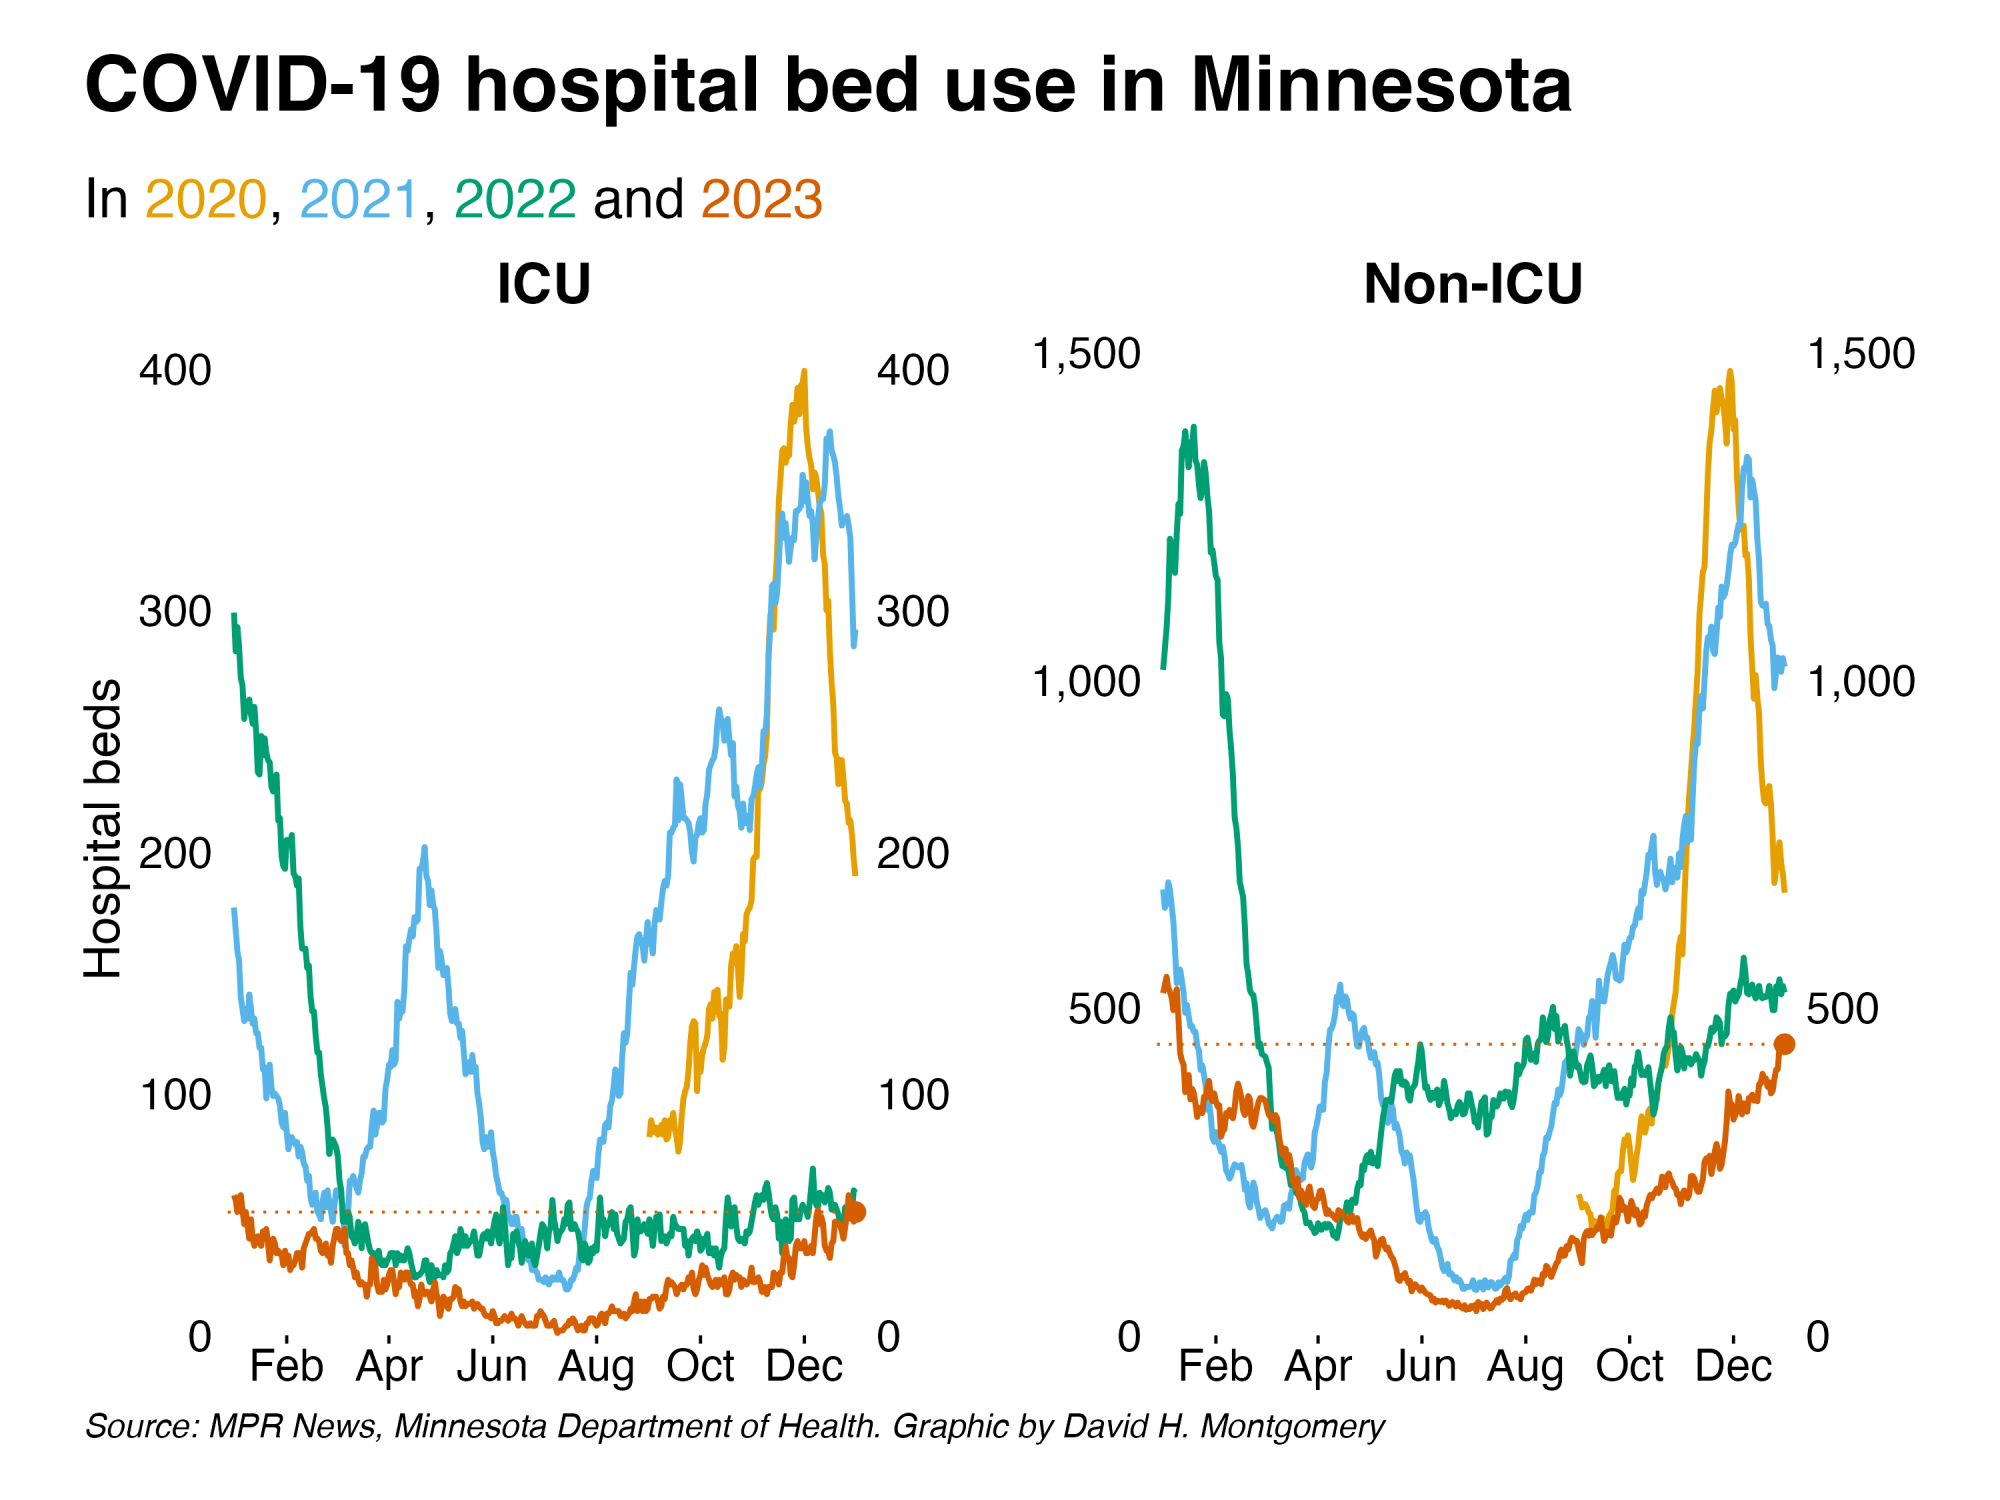 COVID-19 hospital bed use in Minnesota
In 2020, 2021, 2022 and 2023
ICU
Non-ICU
Hospital beds
400
300
200
100
0
400
300
200
100
0
Feb Apr Jun Aug Oct Dec
1,500
1,000
500
0
1,500
1,000
500
0
Feb Apr Jun Aug Oct Dec
Source: MPR News, Minnesota Department of Health. Graphic by David H. Montgomery